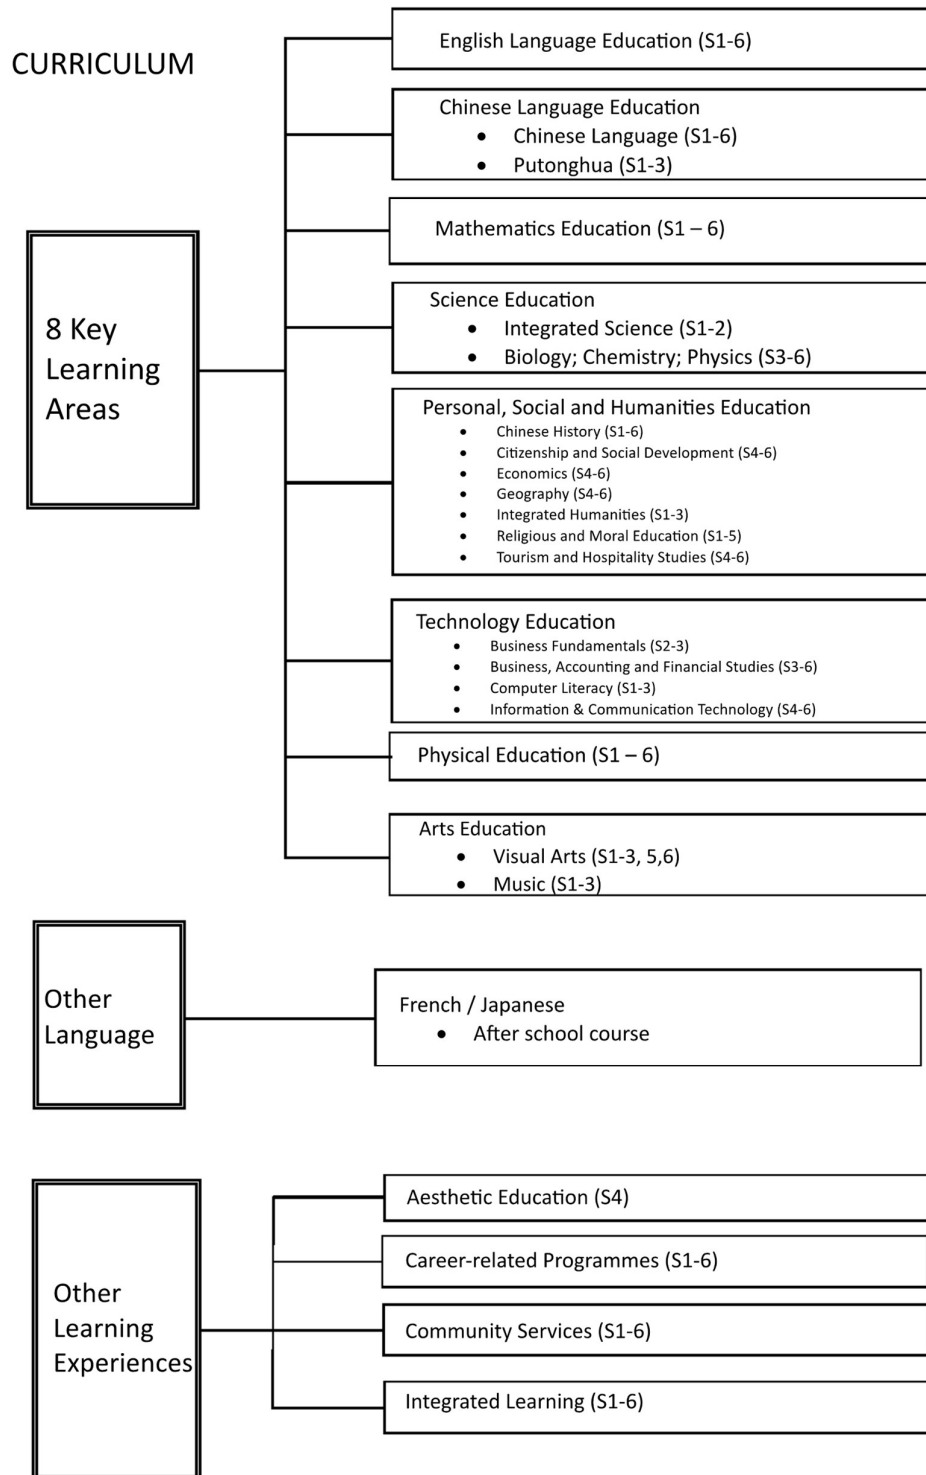 CURRICULUM
8 Key
Learning
Areas
English Language Education (S1-6)
Chinese Language Education
• Chinese Language (S1-6)
• Putonghua (S1-3)
Mathematics Education (S1 – 6)
Science Education
• Integrated Science (S1-2)
• Biology; Chemistry; Physics (S3-6)
Personal, Social and Humanities Education
• Chinese History (S1-6)
• Citizenship and Social Development (S4-6)
• Economics (S4-6)
• Geography (S4-6)
• Integrated Humanities (S1-3)
• Religious and Moral Education (S1-5)
• Tourism and Hospitality Studies (S4-6)
Technology Education
• Business Fundamentals (S2-3)
• Business, Accounting and Financial Studies (S3-6)
• Computer Literacy (S1-3)
• Information & Communication Technology (S4-6)
Physical Education (S1 – 6)
Arts Education
• Visual Arts (S1-3, 5,6)
• Music (S1-3)
Other
Language
French / Japanese
• After school course
Other
Learning
Experiences
Aesthetic Education (S4)
Career-related Programmes (S1-6)
Community Services (S1-6)
Integrated Learning (S1-6)